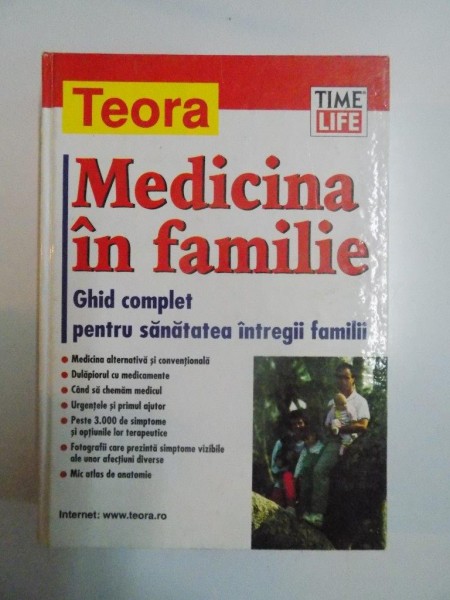 Teora
TIME
LIFE
Medicina
în familie
Ghid complet
pentru sănătatea întregii familii
Medicina alternativă și convențională
Dulăpiorul cu medicamente
Când să chemăm medicul
Urgențele și primul ajutor
Peste 3.000 de simptome
și opțiunile lor terapeutice
Fotografii care prezintă simptome vizibile
ale unor afecțiuni diverse
Mic atlas de anatomie
Internet: www.teora.ro